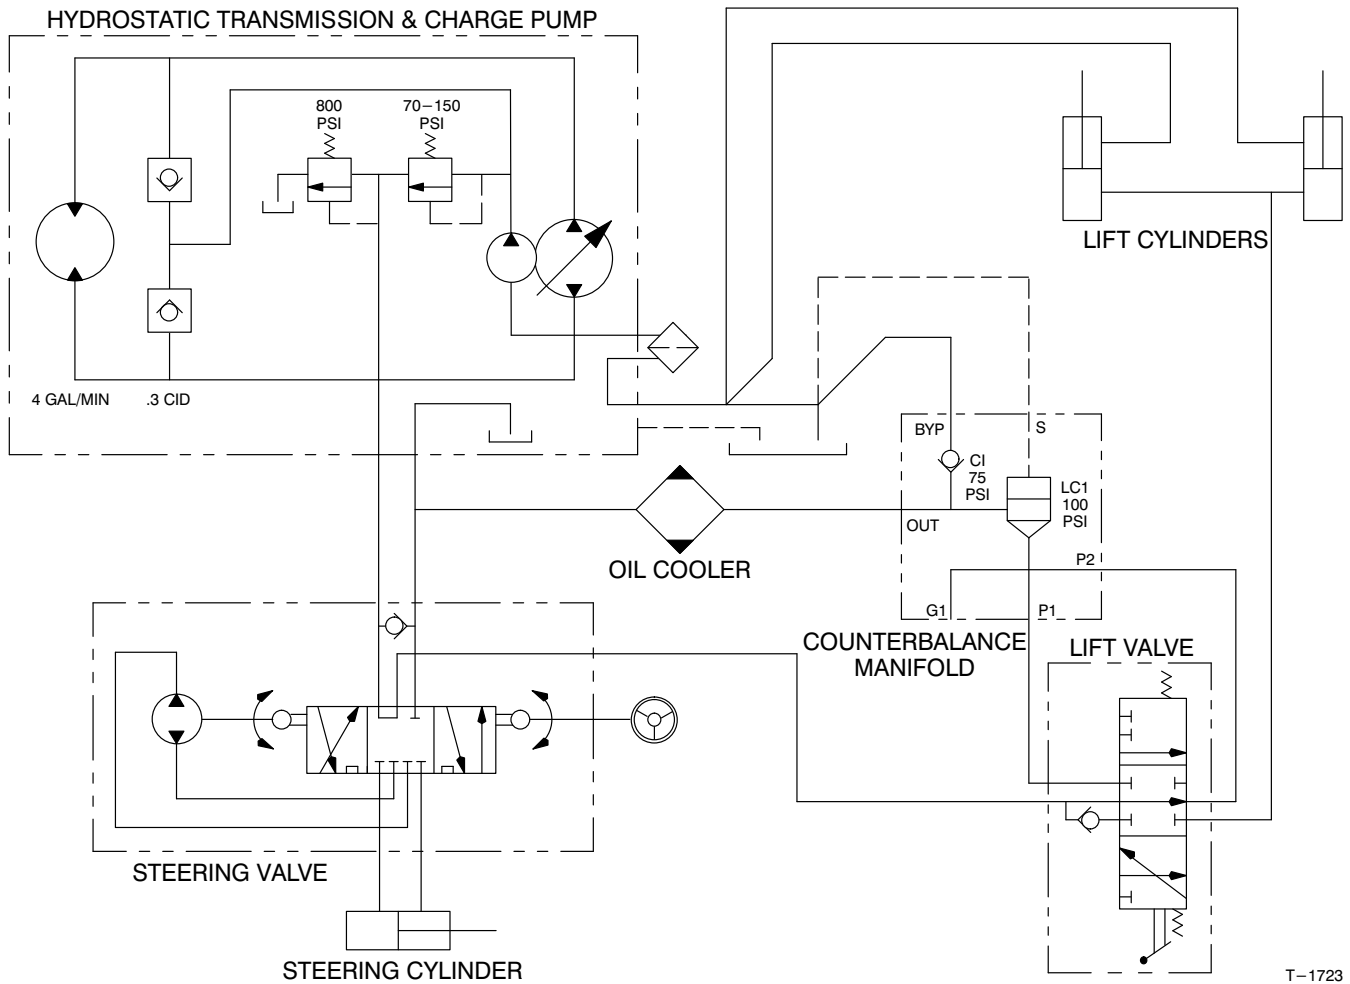 HYDROSTATIC TRANSMISSION & CHARGE PUMP
800
PSI
70–150
PSI
4 GAL/MIN
.3 CID
LIFT CYLINDERS
BYP
S
CI
75
PSI
LC1
100
PSI
OUT
P2
G1
P1
OIL COOLER
COUNTERBALANCE
MANIFOLD
LIFT VALVE
STEERING VALVE
STEERING CYLINDER
T–1723